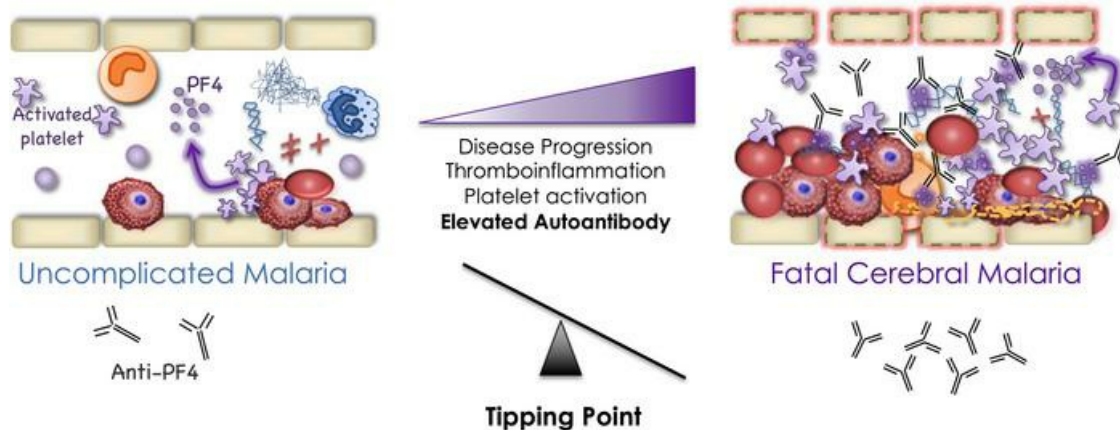 PF4
Activated
platelet
Uncomplicated Malaria
Anti-PF4
Disease Progression
Thromboinflammation
Platelet activation
Elevated Autoantibody
Tipping Point
Fatal Cerebral Malaria